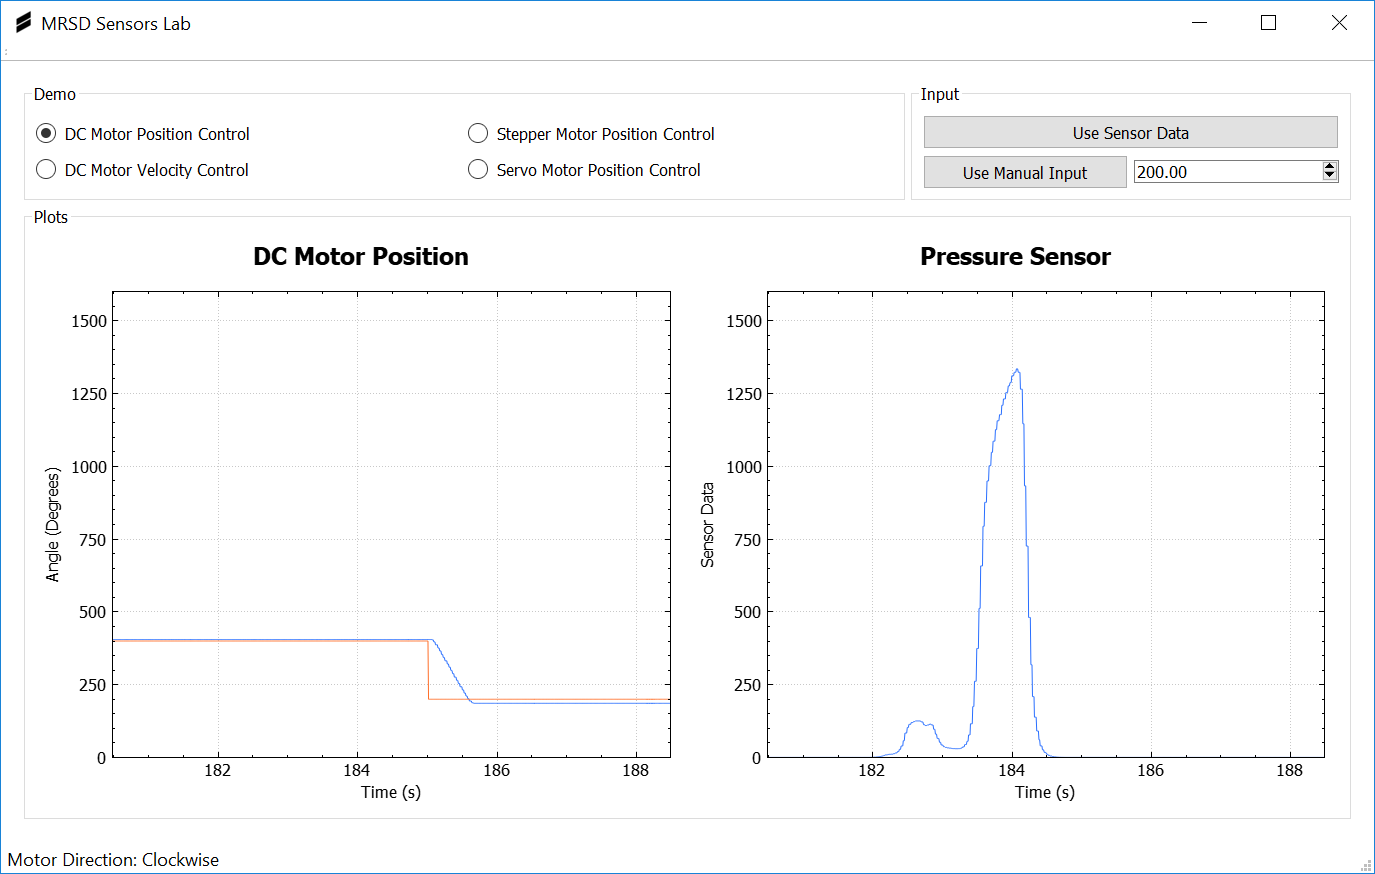 MRSD Sensors Lab
Demo
DC Motor Position Control
Stepper Motor Position Control
DC Motor Velocity Control
Servo Motor Position Control
Input
Use Sensor Data
Use Manual Input
200.00
Plots
DC Motor Position
1500
1250
1000
750
500
250
0
Angle (Degrees)
182
184
186
188
Time (s)
Pressure Sensor
1500
1250
1000
750
500
250
0
Sensor Data
182
184
186
188
Time (s)
Motor Direction: Clockwise